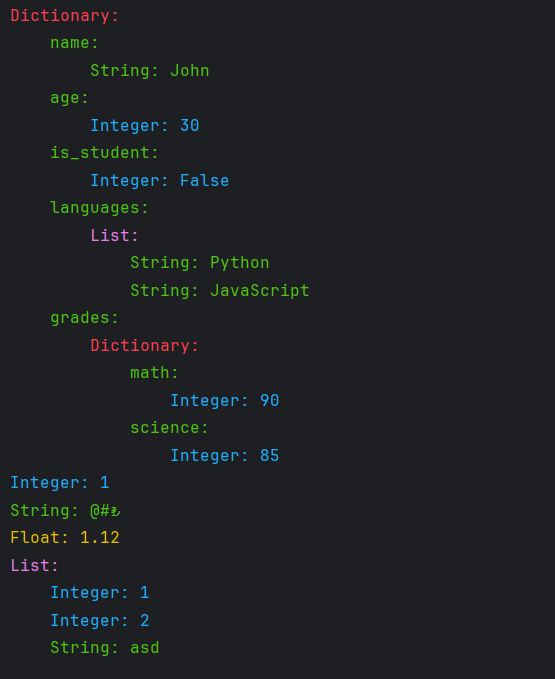 Dictionary:
    name:
        String: John
    age:
        Integer: 30
    is_student:
        Integer: False
    languages:
        List:
            String: Python
            String: JavaScript
    grades:
        Dictionary:
            math:
                Integer: 90
            science:
                Integer: 85
Integer: 1
String: @#₺
Float: 1.12
List:
    Integer: 1
    Integer: 2
    String: asd